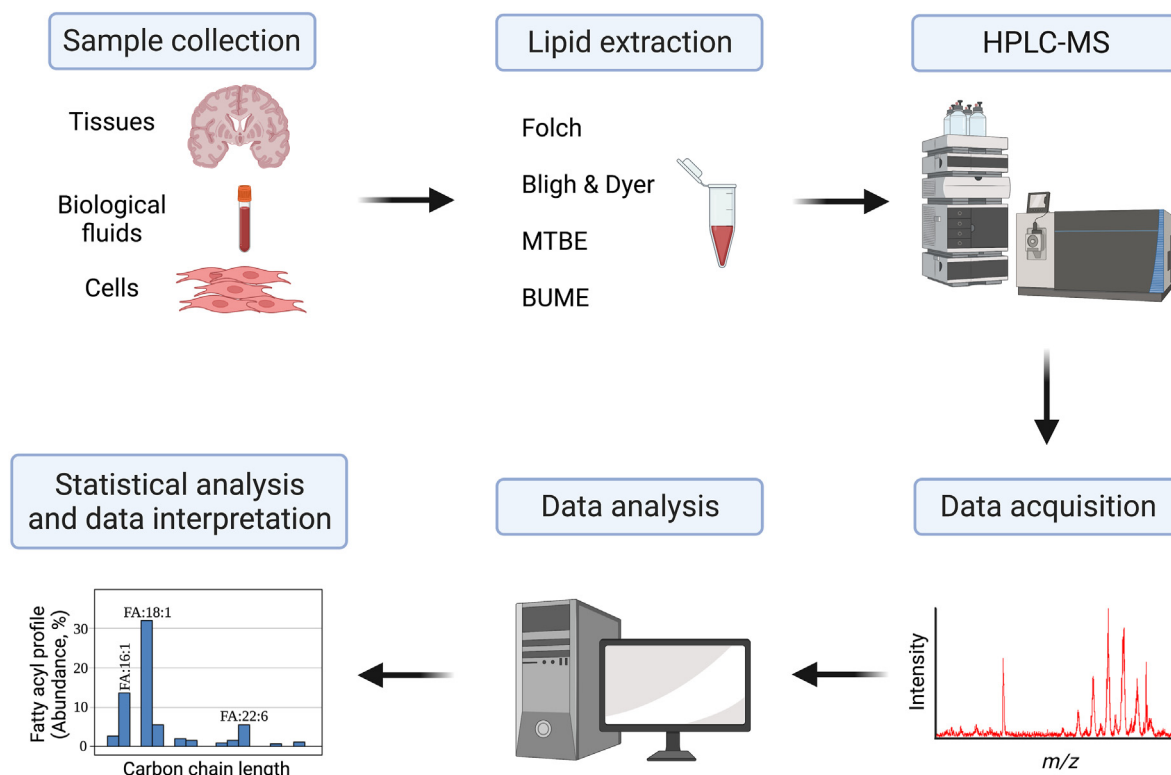 Sample collection
Tissues
Biological
fluids
Cells
Lipid extraction
Folch
Bligh & Dyer
MTBE
BUME
HPLC-MS
Data acquisition
Intensity
m/z
Data analysis
Statistical analysis
and data interpretation
Fatty acyl profile
(Abundance, %)
30
20
10
0
FA:16:1
FA:18:1
FA:22:6
Carbon chain length